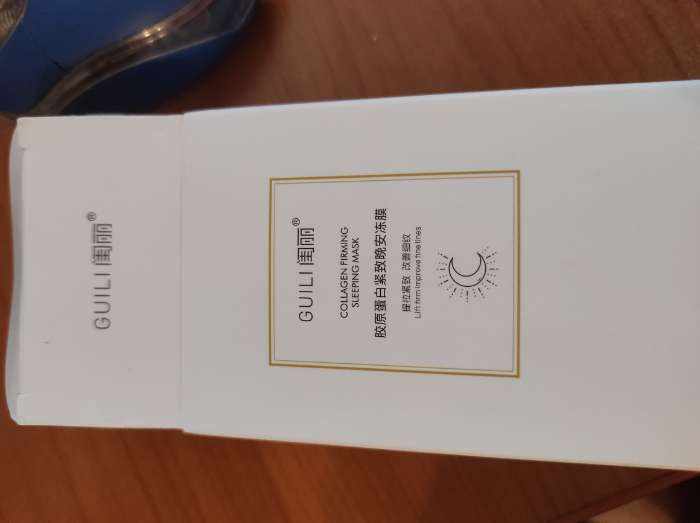 GUILI 闺丽®
GUILI 闺丽®
COLLAGEN FIRMING
SLEEPING MASK
胶原蛋白紧致晚安冻膜
提拉紧致 改善细纹
Lift firm improve fine lines